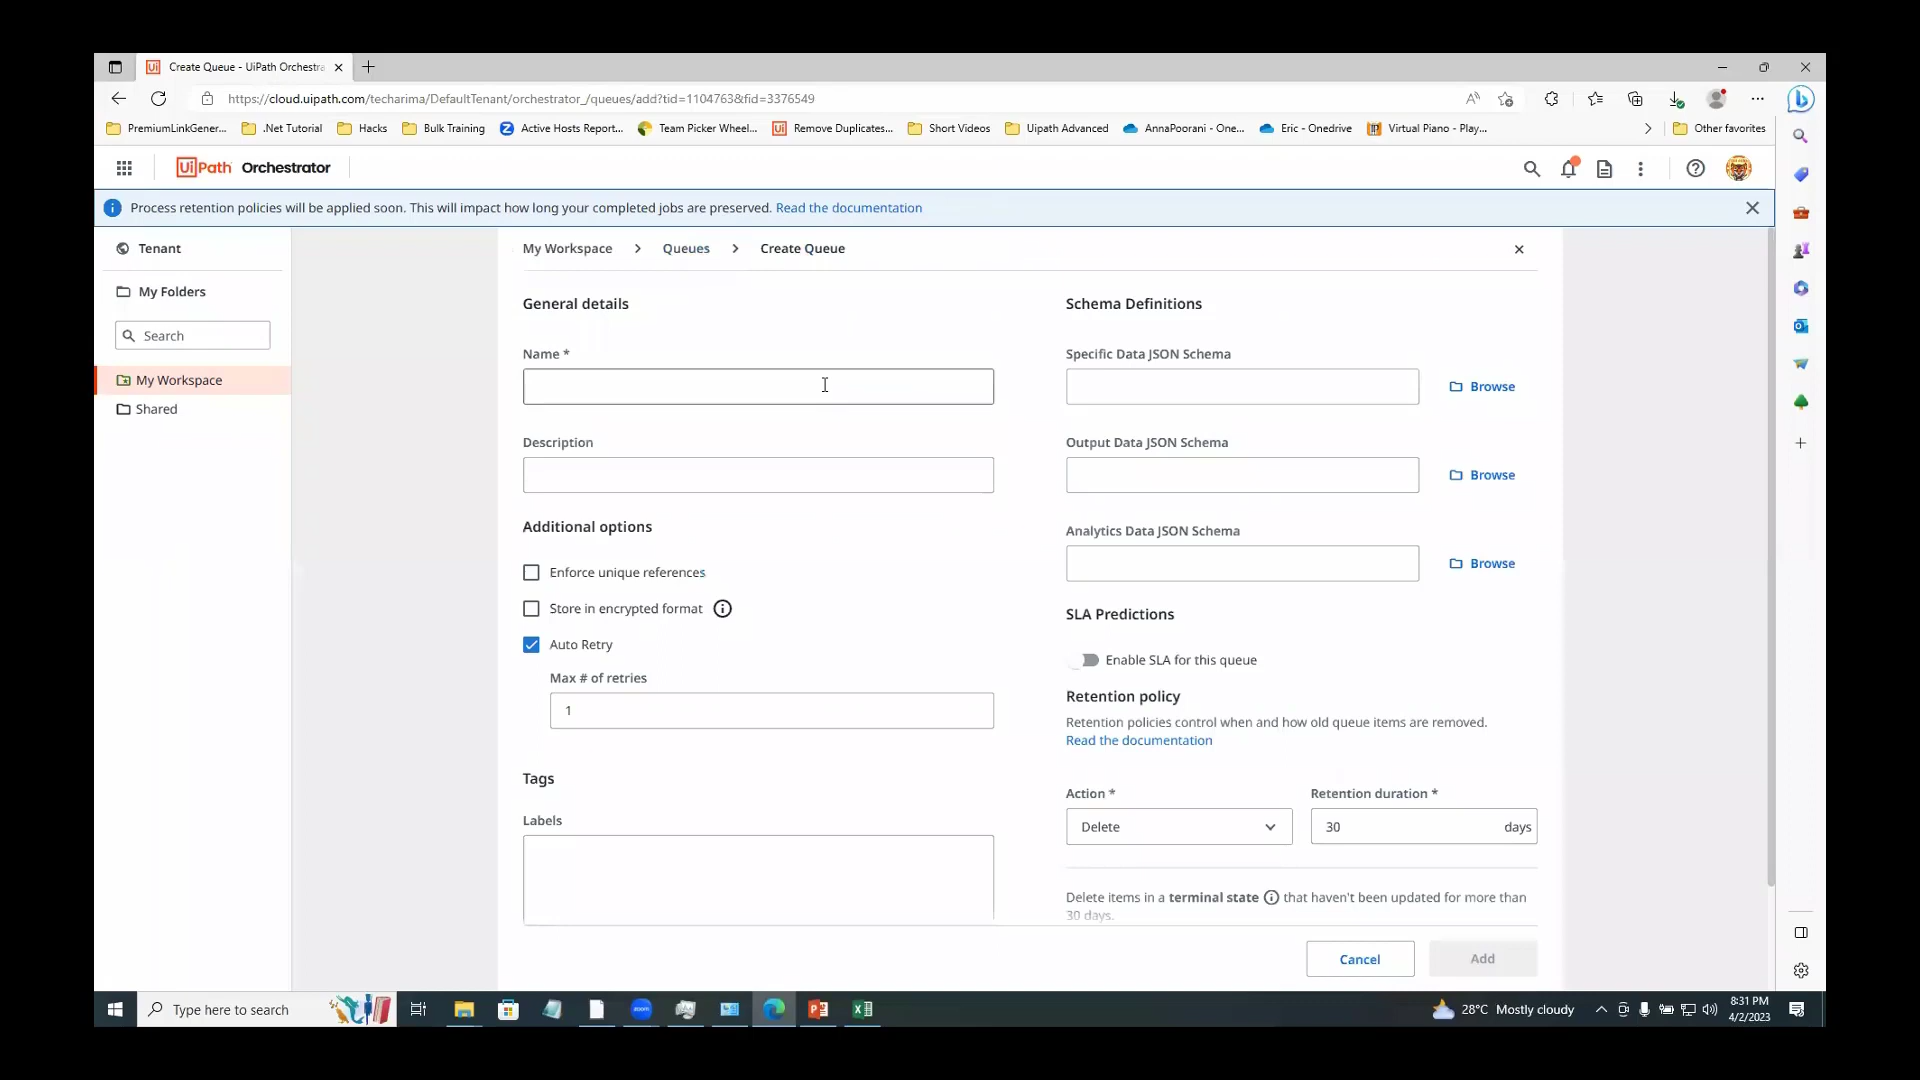 Create Queue - UiPath Orchestra
https://cloud.uipath.com/techarima/DefaultTenant/orchestrator_/queues/add?tid=1104763&fid=3376549
PremiumLinkGener... .Net Tutorial Hacks Bulk Training Active Hosts Report... Team Picker Wheel... Remove Duplicates... Short Videos Uipath Advanced AnnaPoorani - One... Eric - Onedrive Virtual Piano - Play... Other favorites
UiPath Orchestrator
Process retention policies will be applied soon. This will impact how long your completed jobs are preserved. Read the documentation
Tenant
My Folders
Search
My Workspace
Shared
My Workspace > Queues > Create Queue
General details
Name *
Description
Additional options
Enforce unique references
Store in encrypted format
Auto Retry
Max # of retries
1
Tags
Labels
Schema Definitions
Specific Data JSON Schema
Browse
Output Data JSON Schema
Browse
Analytics Data JSON Schema
Browse
SLA Predictions
Enable SLA for this queue
Retention policy
Retention policies control when and how old queue items are removed.
Read the documentation
Action * Retention duration *
Delete 30 days
Delete items in a terminal state that haven't been updated for more than
30 days.
Cancel Add
Type here to search
zoom
28°C Mostly cloudy
8:31 PM
4/2/2023